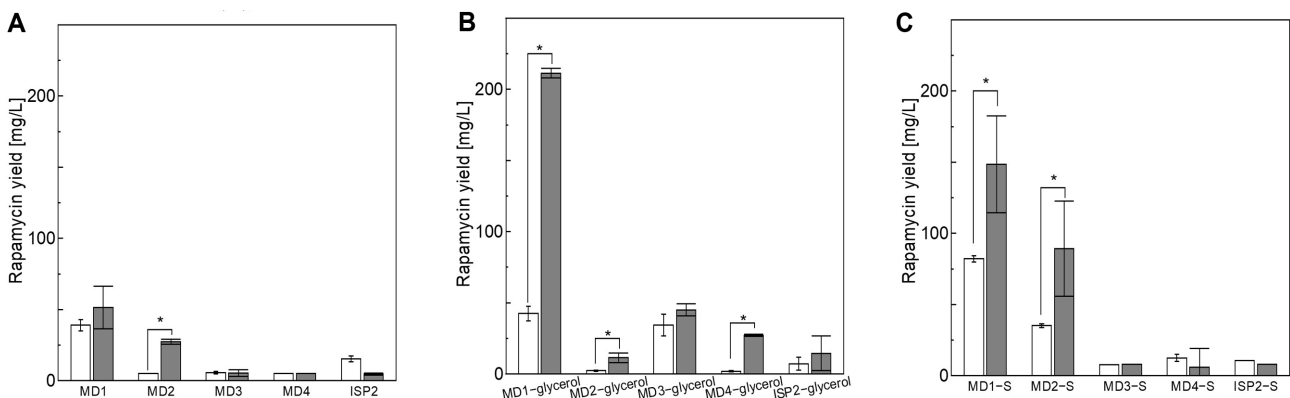 A
Rapamycin yield [mg/L]
200
100
0
*
MD1 MD2 MD3 MD4 ISP2
B
Rapamycin yield [mg/L]
200
100
0
*
*
*
MD1-glycerol MD2-glycerol MD3-glycerol MD4-glycerol ISP2-glycerol
C
Rapamycin yield [mg/L]
200
100
0
*
*
MD1-S MD2-S MD3-S MD4-S ISP2-S